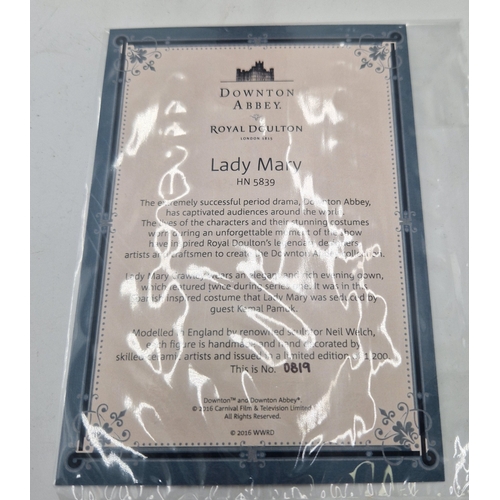 DOWNTON
ABBEY.
ROYAL DOULTON
LONDON 1815
Lady Mary
HN 5839
The extremely successful period drama, Downton Abbey,
has captivated audiences around the world.
The lives of the characters and their stunning costumes
worn during an unforgettable moment of the show
have inspired Royal Doulton's designers,
artists and craftsmen to create the Downton Abbey collection.
Lady Mary Crawley wears an elegant evening gown,
which featured twice during series one. It was in this
Spanish inspired costume that Lady Mary was seduced by
guest Kemal Pamuk.
Modelled in England by renowned sculptor Neil Welch,
each figure is handmade and decorated by
skilled ceramic artists and issued in a limited edition of 1,200.
This is No. 0819
Downton™ and Downton Abbey®
© 2016 Carnival Film & Television Limited
All Rights Reserved.
© 2016 WWRD